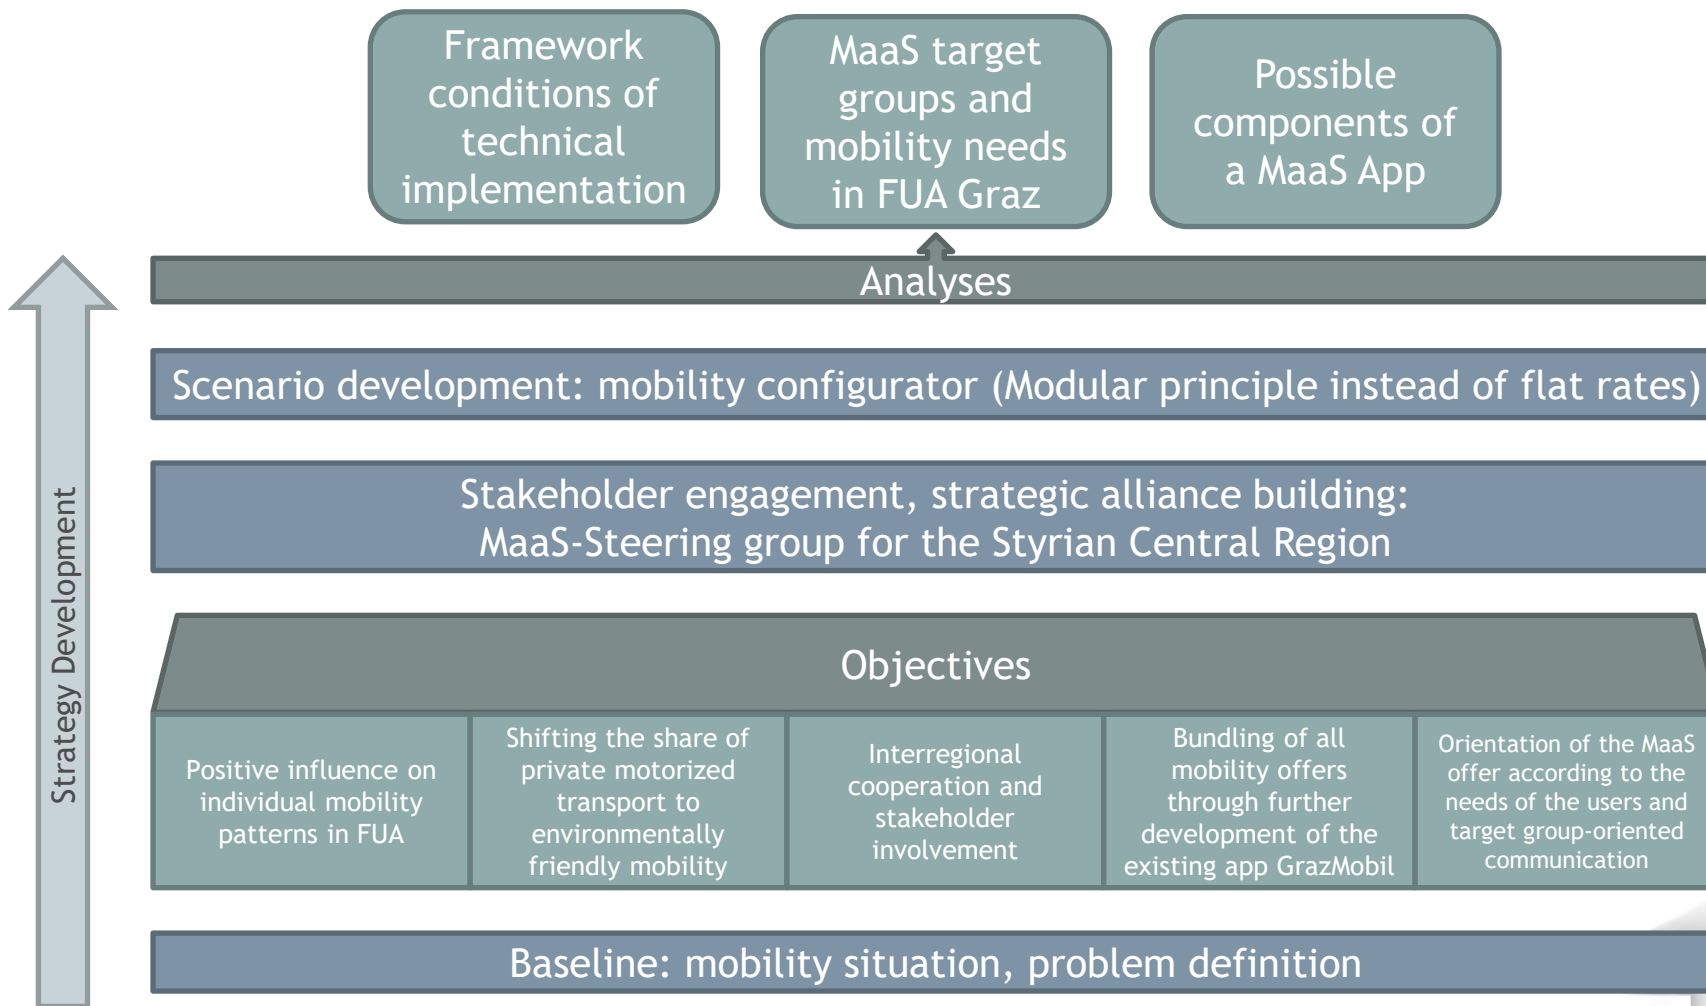 Framework
conditions of
technical
implementation
MaaS target
groups and
mobility needs
in FUA Graz
Possible
components of
a MaaS App
Analyses
Scenario development: mobility configurator (Modular principle instead of flat rates)
Stakeholder engagement, strategic alliance building:
MaaS-Steering group for the Styrian Central Region
Strategy Development
Objectives
Positive influence on
individual mobility
patterns in FUA
Shifting the share of
private motorized
transport to
environmentally
friendly mobility
Interregional
cooperation and
stakeholder
involvement
Bundling of all
mobility offers
through further
development of the
existing app GrazMobil
Orientation of the MaaS
offer according to the
needs of the users and
target group-oriented
communication
Baseline: mobility situation, problem definition